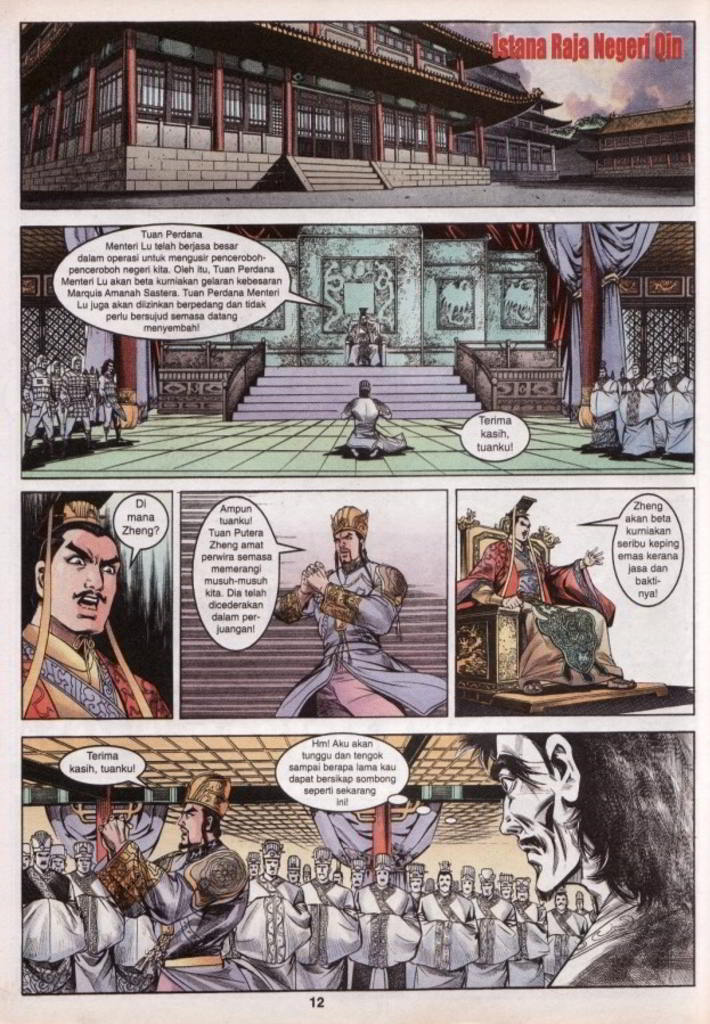 Istana Raja Negeri Qin
Tuan Perdana
Menteri Lu telah berjasa besar
dalam operasi untuk mengusir penceroboh-
penceroboh negeri kita. Oleh itu, Tuan Perdana
Menteri Lu akan beta kurniakan gelaran kebesaran
Marquis Amanah Sastera. Tuan Perdana Menteri
Lu juga akan diizinkan berpedang dan tidak
perlu bersujud semasa datang
menyembah!
Terima
kasih,
tuanku!
Di
mana
Zheng?
Ampun
tuanku!
Tuan Putera
Zheng amat
perwira semasa
memerangi
musuh-musuh
kita. Dia telah
dicederakan
dalam per-
juangan!
Zheng
akan beta
kurniakan
seribu keping
emas kerana
jasa dan
bakti-
nya!
Terima
kasih, tuanku!
Hm! Aku akan
tunggu dan tengok
sampai berapa lama kau
dapat bersikap sombong
seperti sekarang
ini!
12